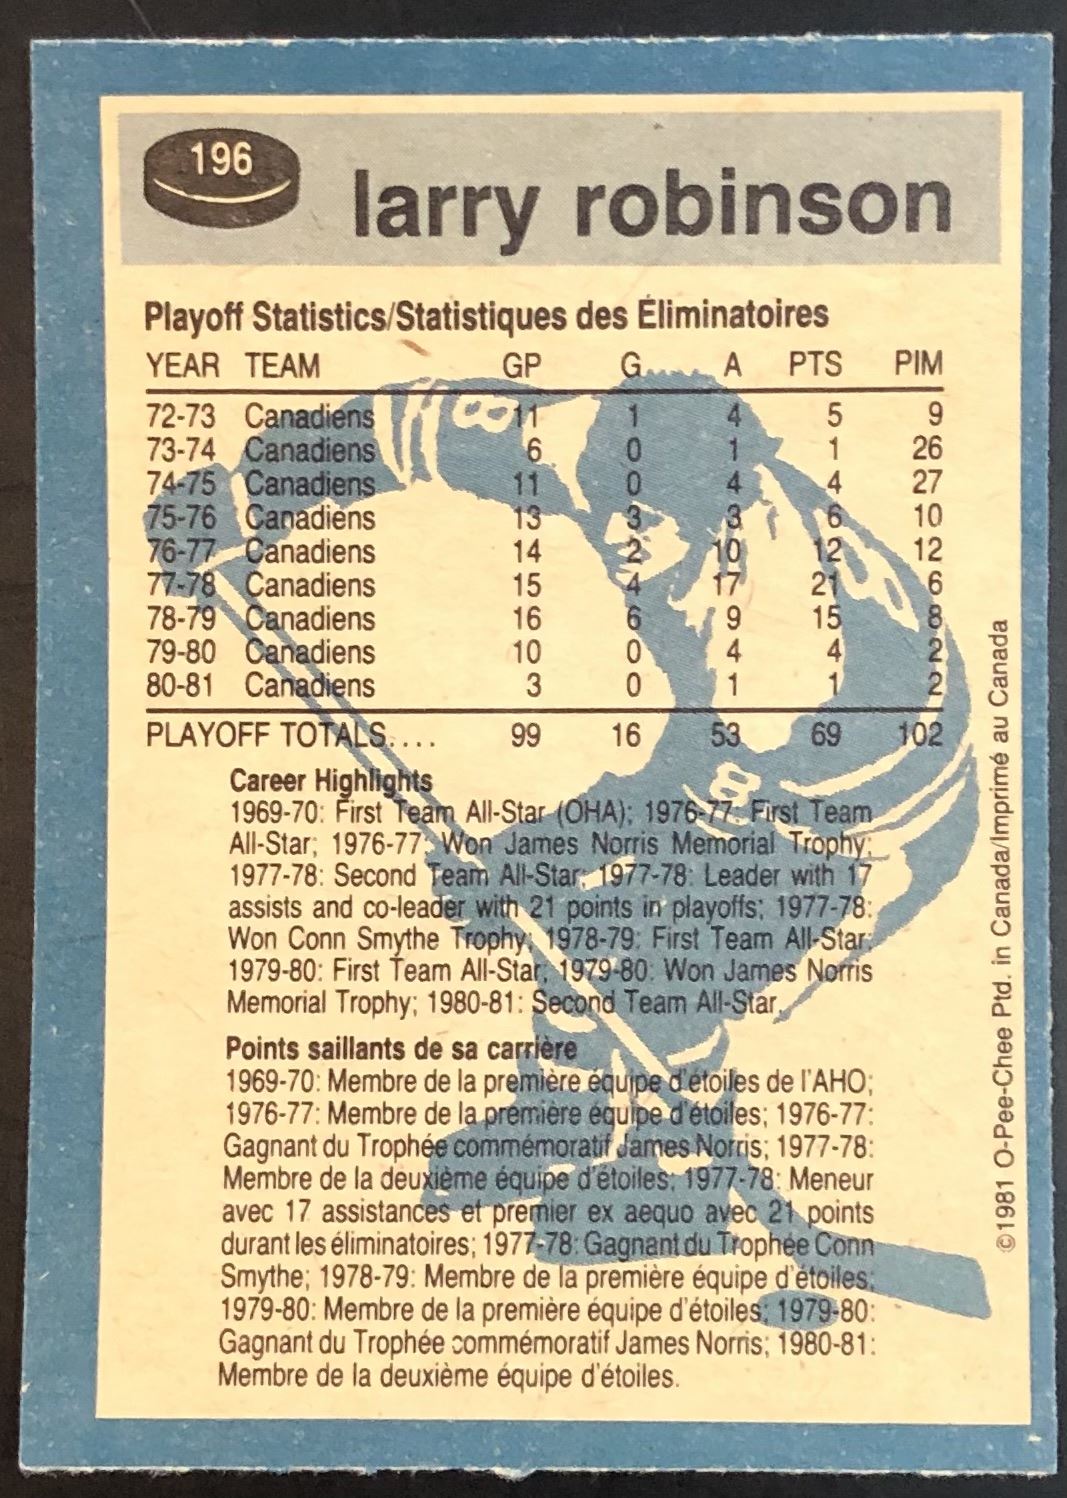 196
larry robinson
Playoff Statistics/Statistiques des Éliminatoires
YEAR TEAM GP G A PTS PIM
72-73 Canadiens 11 1 4 5 9
73-74 Canadiens 6 0 1 1 26
74-75 Canadiens 11 0 4 4 27
75-76 Canadiens 13 3 3 6 10
76-77 Canadiens 14 2 10 12 12
77-78 Canadiens 15 4 17 21 6
78-79 Canadiens 16 6 9 15 8
79-80 Canadiens 10 0 4 4 2
80-81 Canadiens 3 0 1 1 2
PLAYOFF TOTALS.... 99 16 53 69 102
Career Highlights
1969-70: First Team All-Star (OHA); 1976-77: First Team
All-Star; 1976-77: Won James Norris Memorial Trophy;
1977-78: Second Team All-Star; 1977-78: Leader with 17
assists and co-leader with 21 points in playoffs; 1977-78:
Won Conn Smythe Trophy; 1978-79: First Team All-Star;
1979-80: First Team All-Star; 1979-80: Won James Norris
Memorial Trophy; 1980-81: Second Team All-Star.
Points saillants de sa carrière
1969-70: Membre de la première équipe d'étoiles de l'AHO;
1976-77: Membre de la première équipe d'étoiles; 1976-77:
Gagnant du Trophée commémoratif James Norris; 1977-78:
Membre de la deuxième équipe d'étoiles; 1977-78: Meneur
avec 17 assistances et premier ex aequo avec 21 points
durant les éliminatoires; 1977-78: Gagnant du Trophée Conn
Smythe; 1978-79: Membre de la première équipe d'étoiles;
1979-80: Membre de la première équipe d'étoiles; 1979-80:
Gagnant du Trophée commémoratif James Norris; 1980-81:
Membre de la deuxième équipe d'étoiles.
©1981 O-Pee-Chee Ptd. in Canada/Imprimé au Canada
8
8